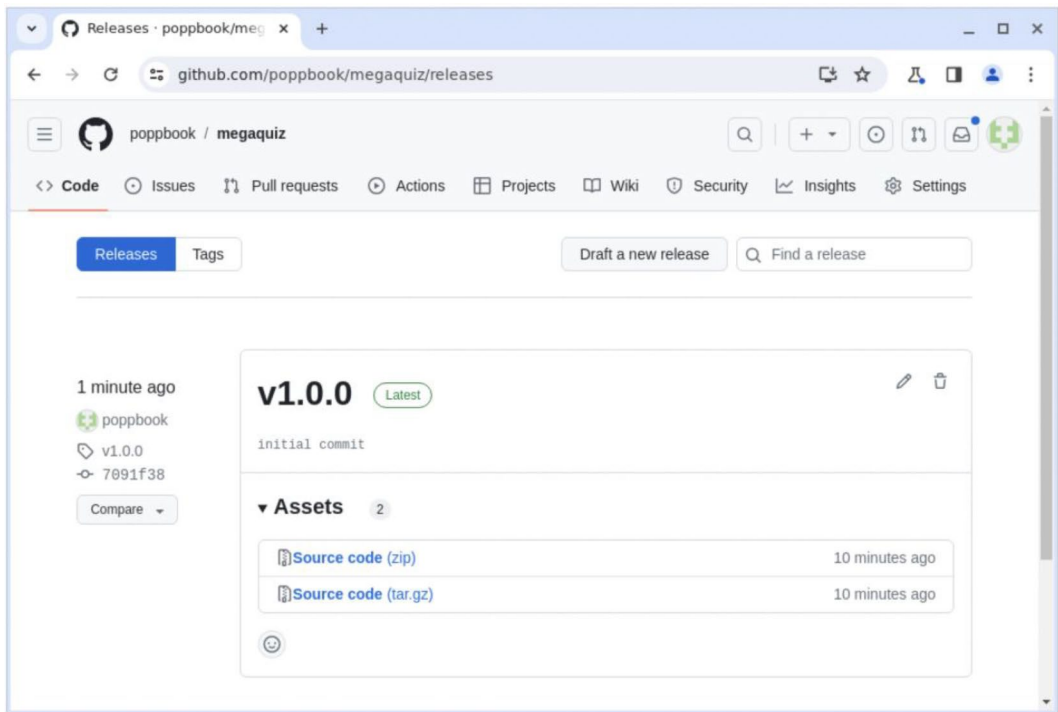 Releases · poppbook/meg
github.com/poppbook/megaquiz/releases
poppbook / megaquiz
<> Code Issues Pull requests Actions Projects Wiki Security Insights Settings
Releases Tags Draft a new release Find a release
1 minute ago
poppbook
v1.0.0
7091f38
Compare
v1.0.0 Latest
initial commit
Assets 2
Source code (zip) 10 minutes ago
Source code (tar.gz) 10 minutes ago